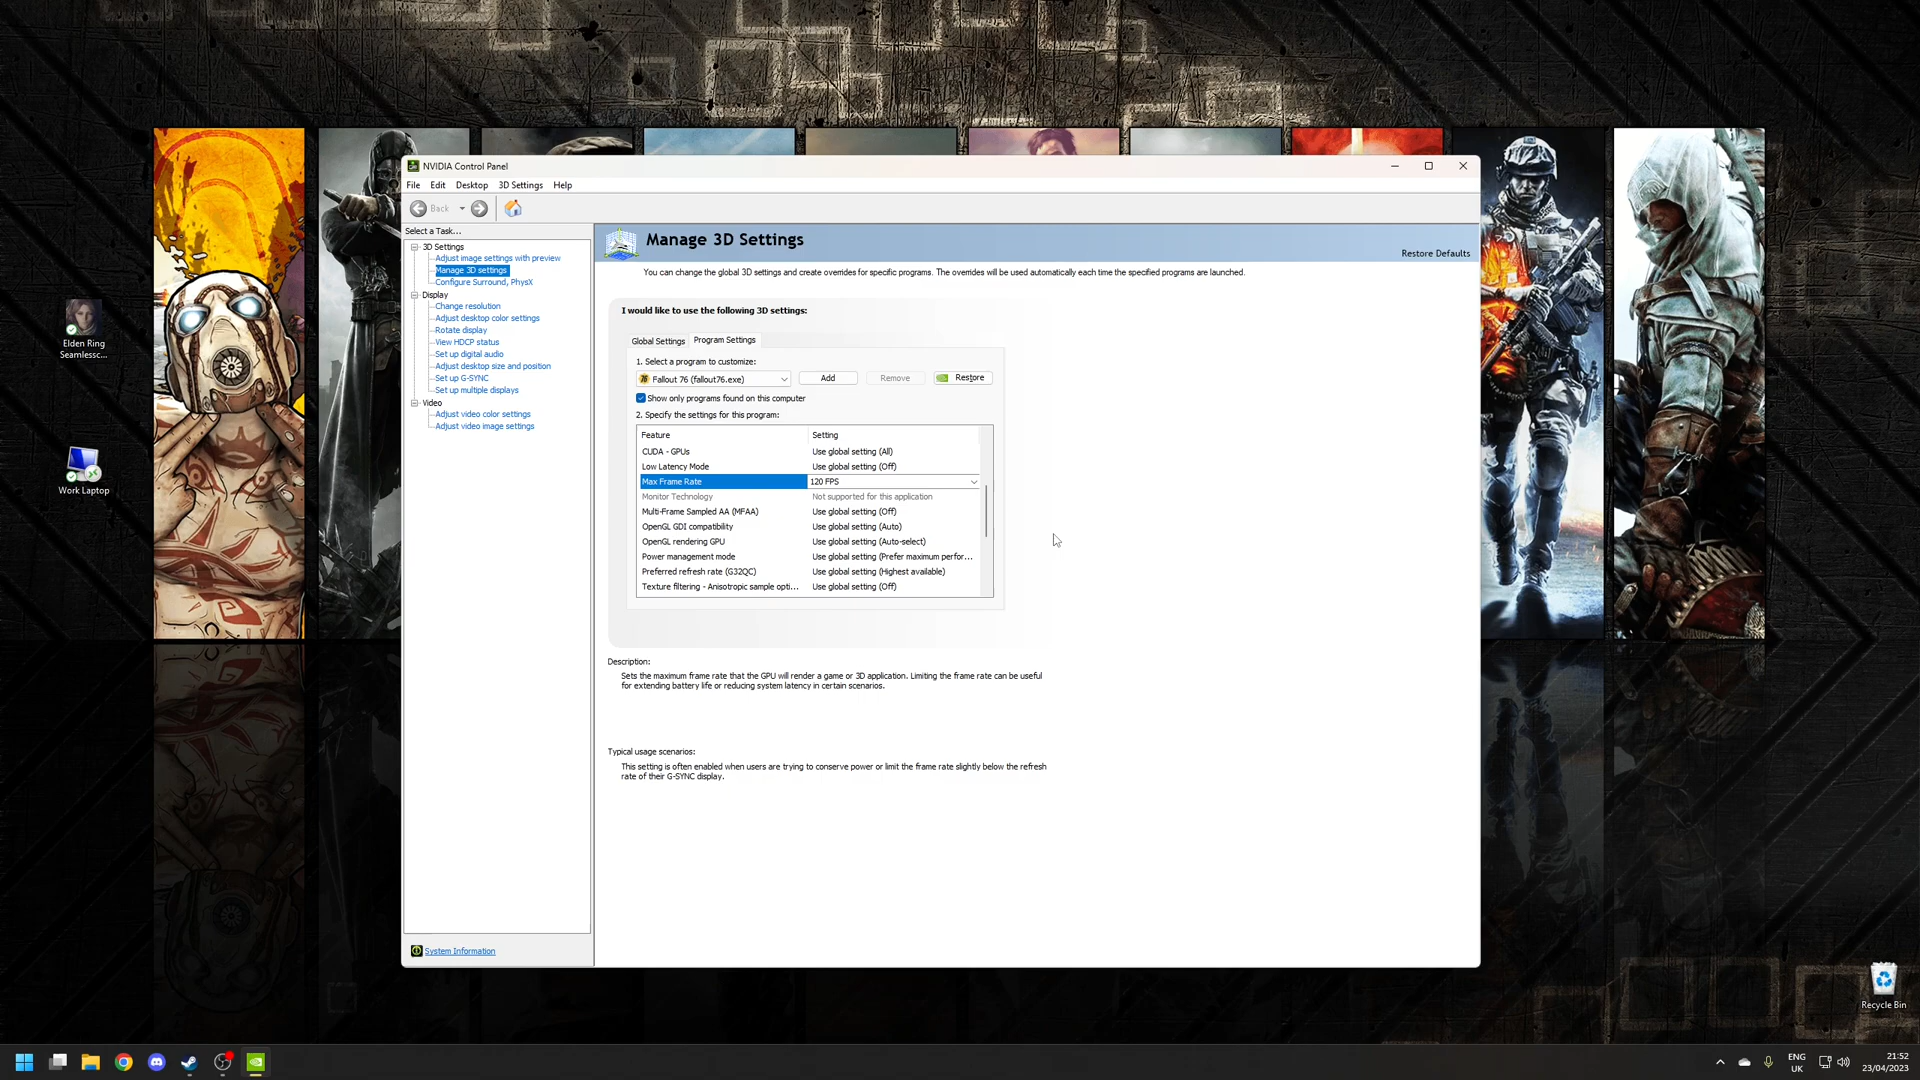 NVIDIA Control Panel
File Edit Desktop 3D Settings Help
Back
Select a Task...
3D Settings
Adjust image settings with preview
Manage 3D settings
Configure Surround, PhysX
Display
Change resolution
Adjust desktop color settings
Rotate display
View HDCP status
Set up digital audio
Adjust desktop size and position
Set up G-SYNC
Set up multiple displays
Video
Adjust video color settings
Adjust video image settings
System Information
Manage 3D Settings
Restore Defaults
You can change the global 3D settings and create overrides for specific programs. The overrides will be used automatically each time the specified programs are launched.
I would like to use the following 3D settings:
Global Settings Program Settings
1. Select a program to customize:
Fallout 76 (fallout76.exe) Add Remove Restore
Show only programs found on this computer
2. Specify the settings for this program:
Feature Setting
CUDA - GPUs Use global setting (All)
Low Latency Mode Use global setting (Off)
Max Frame Rate 120 FPS
Monitor Technology Not supported for this application
Multi-Frame Sampled AA (MFAA) Use global setting (Off)
OpenGL GDI compatibility Use global setting (Auto)
OpenGL rendering GPU Use global setting (Auto-select)
Power management mode Use global setting (Prefer maximum perfor...
Preferred refresh rate (G32QC) Use global setting (Highest available)
Texture filtering - Anisotropic sample opti... Use global setting (Off)
Description:
Sets the maximum frame rate that the GPU will render a game or 3D application. Limiting the frame rate can be useful
for extending battery life or reducing system latency in certain scenarios.
Typical usage scenarios:
This setting is often enabled when users are trying to conserve power or limit the frame rate slightly below the refresh
rate of their G-SYNC display.
Elden Ring
Seamlessc...
Work Laptop
Recycle Bin
ENG
UK
21:52
23/04/2023